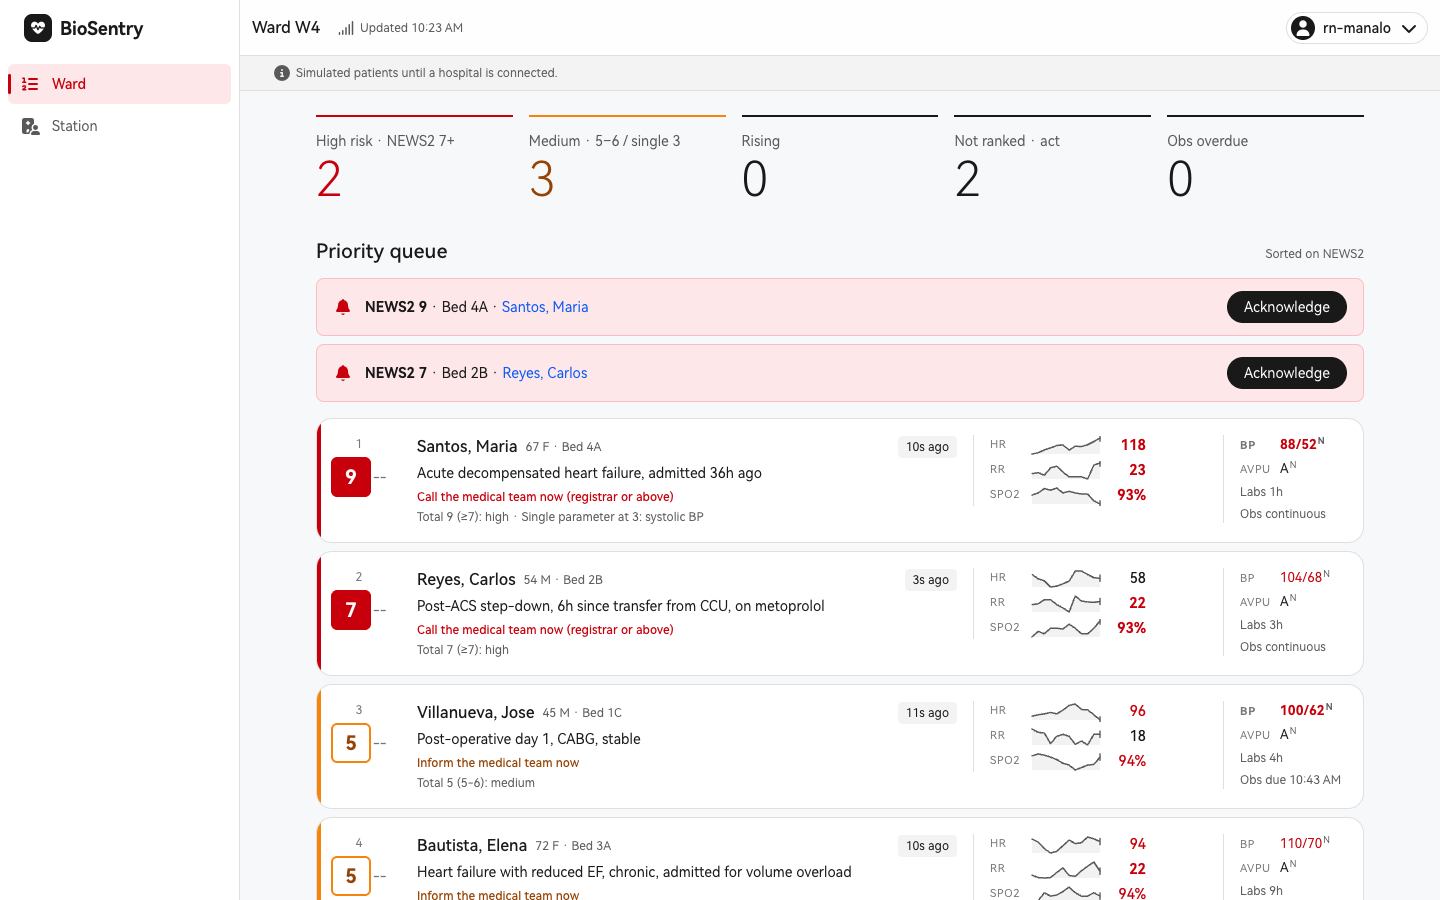 BioSentry
Ward
Station
Ward W4 Updated 10:23 AM
rn-manalo
Simulated patients until a hospital is connected.
High risk · NEWS2 7+
2
Medium · 5–6 / single 3
3
Rising
0
Not ranked · act
2
Obs overdue
0
Priority queue
Sorted on NEWS2
NEWS2 9 · Bed 4A · Santos, Maria
Acknowledge
NEWS2 7 · Bed 2B · Reyes, Carlos
Acknowledge
1
9 --
Santos, Maria 67 F · Bed 4A
10s ago
Acute decompensated heart failure, admitted 36h ago
Call the medical team now (registrar or above)
Total 9 (≥7): high · Single parameter at 3: systolic BP
HR 118
RR 23
SPO2 93%
BP 88/52 N
AVPU A N
Labs 1h
Obs continuous
2
7 --
Reyes, Carlos 54 M · Bed 2B
3s ago
Post-ACS step-down, 6h since transfer from CCU, on metoprolol
Call the medical team now (registrar or above)
Total 7 (≥7): high
HR 58
RR 22
SPO2 93%
BP 104/68 N
AVPU A N
Labs 3h
Obs continuous
3
5 --
Villanueva, Jose 45 M · Bed 1C
11s ago
Post-operative day 1, CABG, stable
Inform the medical team now
Total 5 (5-6): medium
HR 96
RR 18
SPO2 94%
BP 100/62 N
AVPU A N
Labs 4h
Obs due 10:43 AM
4
5 --
Bautista, Elena 72 F · Bed 3A
10s ago
Heart failure with reduced EF, chronic, admitted for volume overload
Inform the medical team now
HR 94
RR 22
SPO2 94%
BP 110/70 N
AVPU A N
Labs 9h